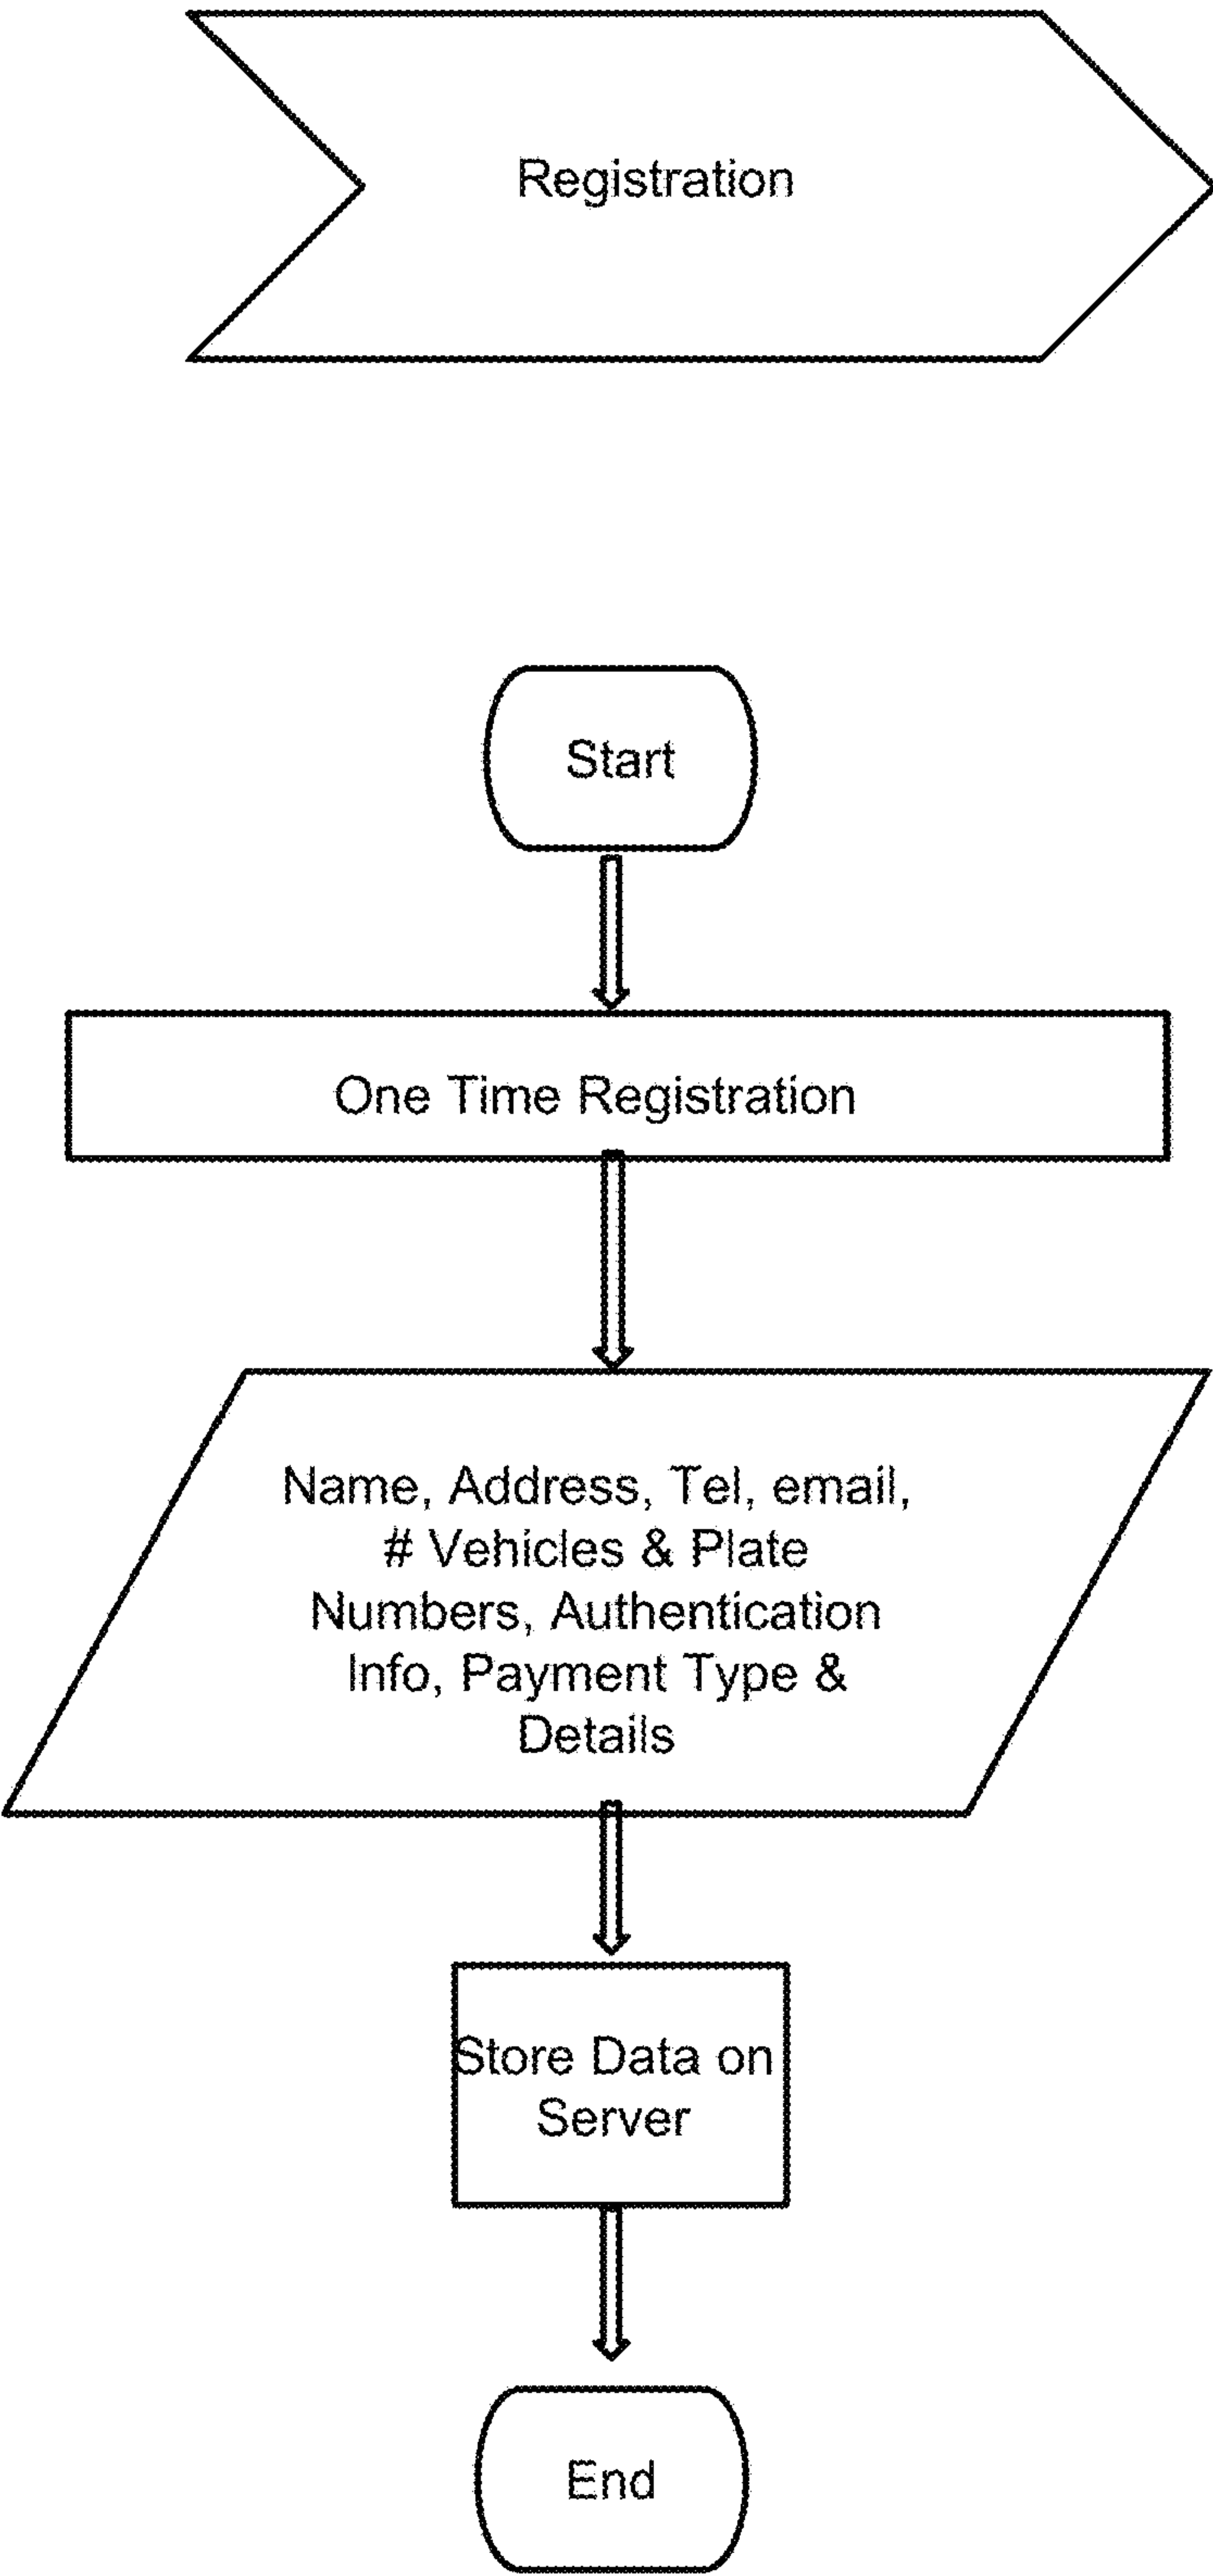 Registration
Start
One Time Registration
Name, Address, Tel, email,
# Vehicles & Plate
Numbers, Authentication
Info, Payment Type &
Details
Store Data on
Server
End